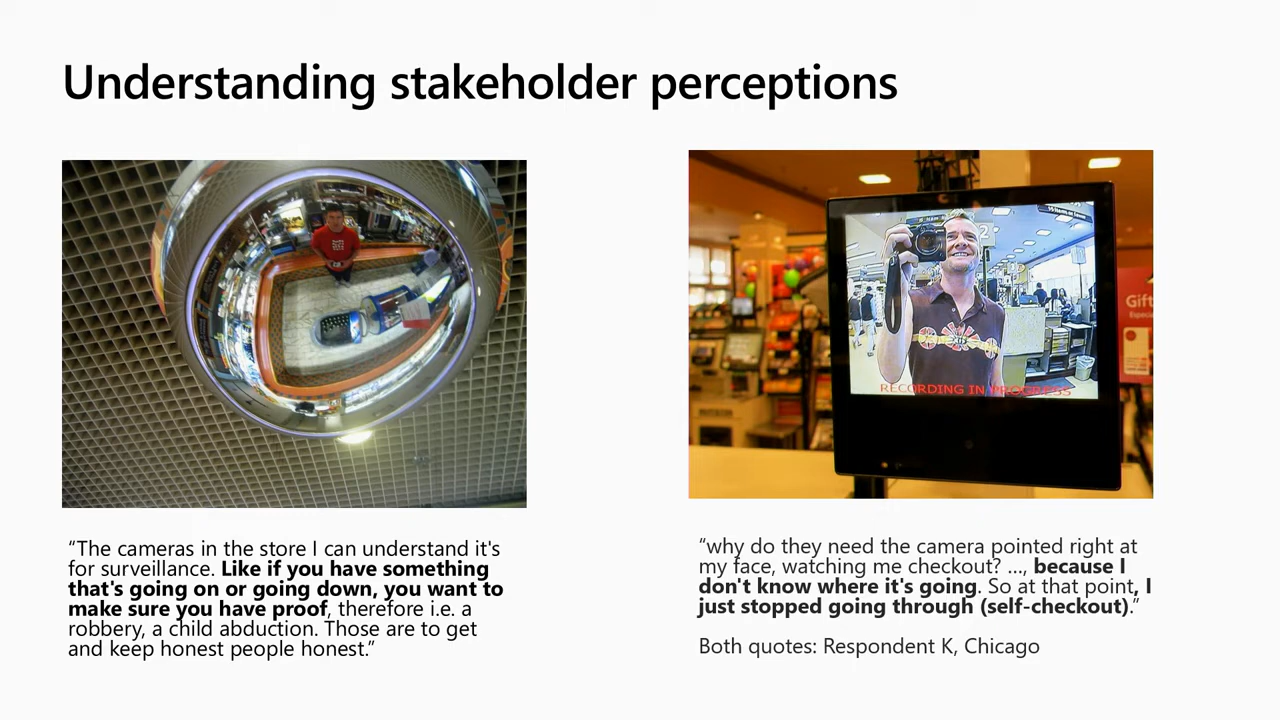 Understanding stakeholder perceptions
2
Gift
RECORDING IN PROGRESS
“The cameras in the store I can understand it's
for surveillance. Like if you have something
that's going on or going down, you want to
make sure you have proof, therefore i.e. a
robbery, a child abduction. Those are to get
and keep honest people honest.”
“why do they need the camera pointed right at
my face, watching me checkout? …, because I
don't know where it's going. So at that point, I
just stopped going through (self-checkout).”
Both quotes: Respondent K, Chicago